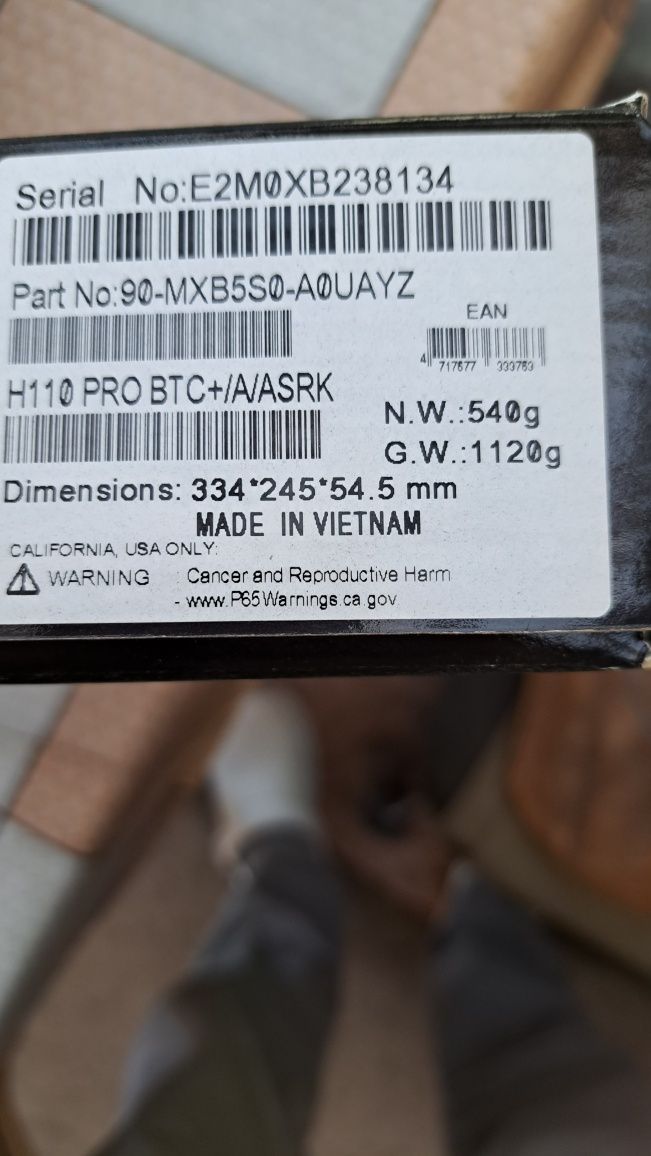 Serial No:E2M0XB238134
Part No:90-MXB5S0-A0UAYZ
EAN
4 717677 333763
H110 PRO BTC+/A/ASRK
N.W.:540g
G.W.:1120g
Dimensions: 334*245*54.5 mm
MADE IN VIETNAM
CALIFORNIA, USA ONLY:
WARNING : Cancer and Reproductive Harm
- www.P65Warnings.ca.gov